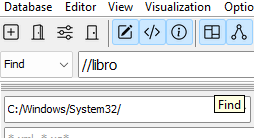 Database Editor View Visualization Optio
Find //libro
C:/Windows/System32/
Find